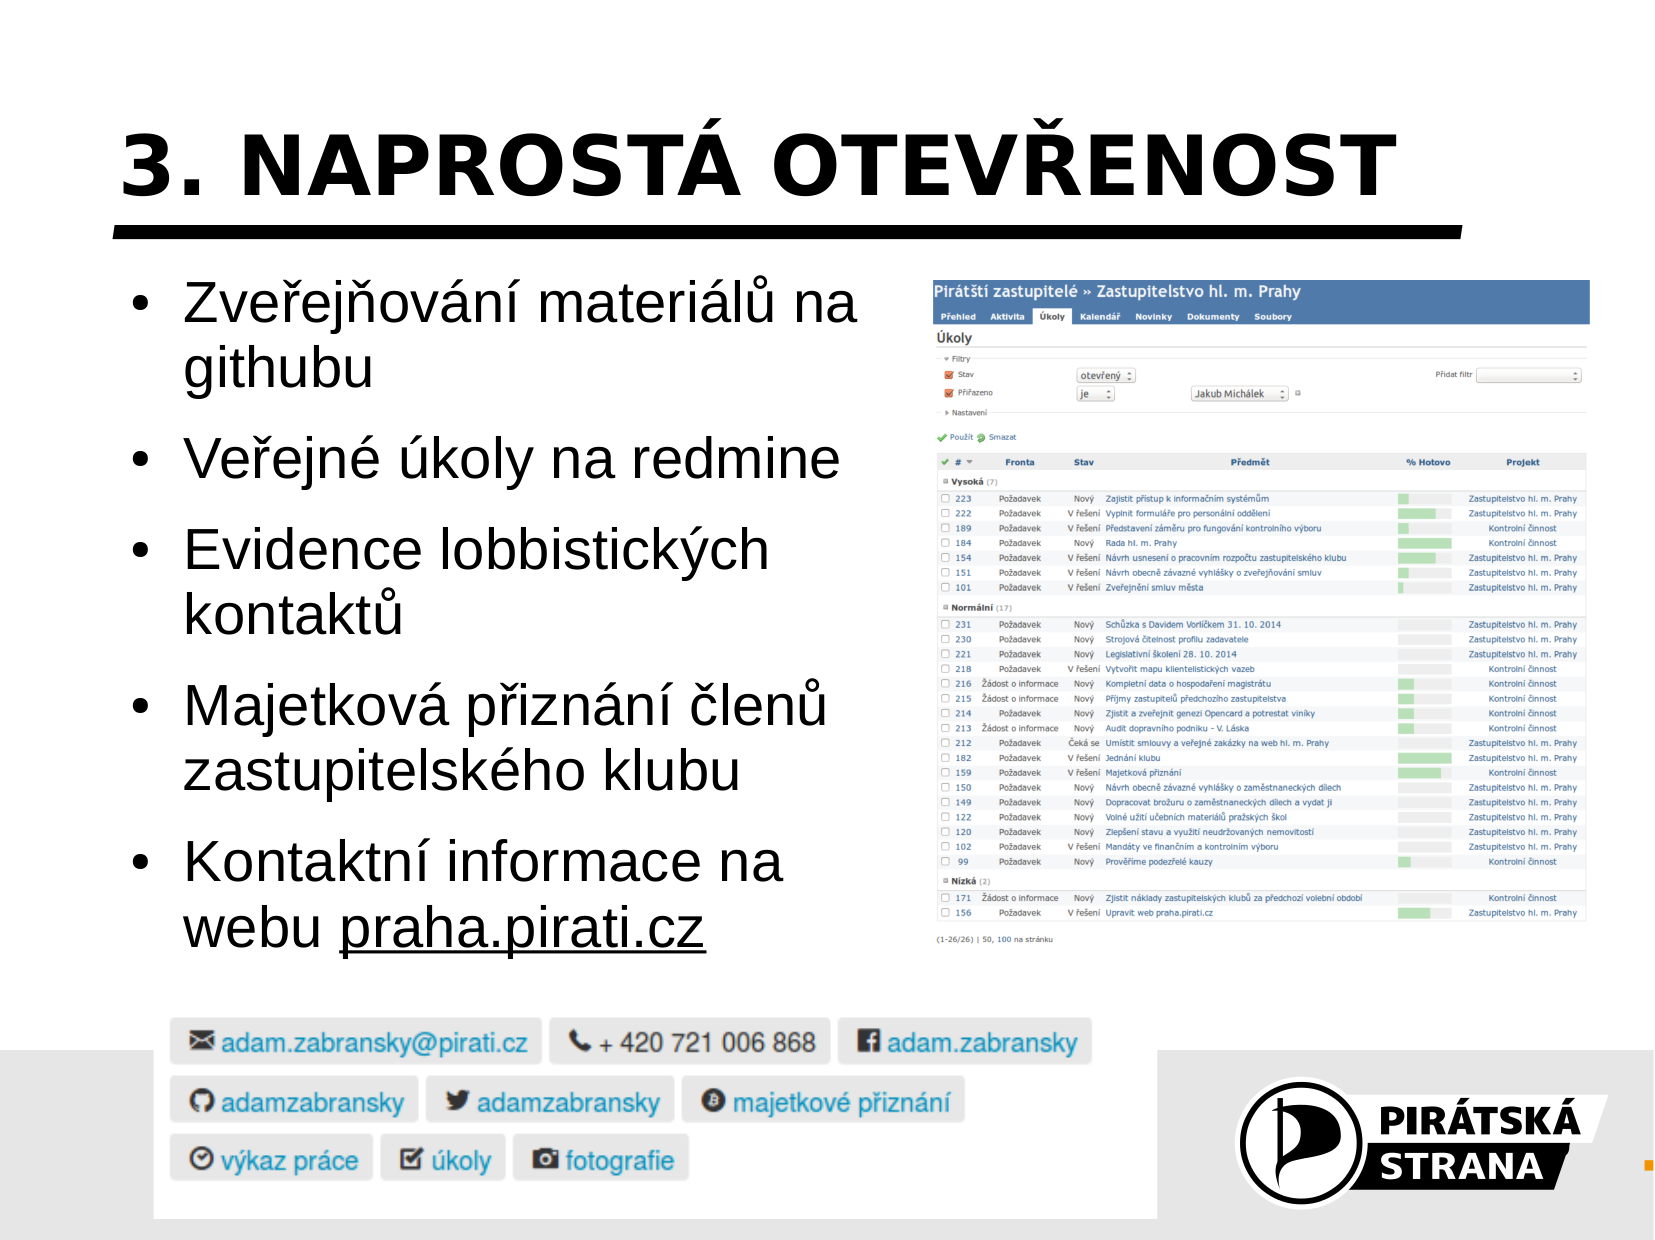 3. NAPROSTÁ OTEVŘENOST
• Zveřejňování materiálů na
githubu
• Veřejné úkoly na redmine
• Evidence lobbistických
kontaktů
• Majetková přiznání členů
zastupitelského klubu
• Kontaktní informace na
webu praha.pirati.cz
Pirátští zastupitelé » Zastupitelstvo hl. m. Prahy
Přehled Aktivita Úkoly Kalendář Novinky Dokumenty Soubory
Úkoly
Filtry
Stav otevřený Přidat filtr
Přiřazeno je Jakub Michálek
Nastavení
Použít Smazat
# Fronta Stav Předmět % Hotovo Projekt
Vysoká (7)
223 Požadavek Nový Zajistit přístup k informačním systémům Zastupitelstvo hl. m. Prahy
222 Požadavek V řešení Vyplnit formuláře pro personální oddělení Zastupitelstvo hl. m. Prahy
189 Požadavek V řešení Představení záměru pro fungování kontrolního výboru Kontrolní činnost
184 Požadavek Nový Rada hl. m. Prahy Kontrolní činnost
154 Požadavek V řešení Návrh usnesení o pracovním rozpočtu zastupitelského klubu Zastupitelstvo hl. m. Prahy
151 Požadavek V řešení Návrh obecně závazné vyhlášky o zveřejňování smluv Zastupitelstvo hl. m. Prahy
101 Požadavek V řešení Zveřejnění smluv města Zastupitelstvo hl. m. Prahy
Normální (17)
231 Požadavek Nový Schůzka s Davidem Vorlíčkem 31. 10. 2014 Zastupitelstvo hl. m. Prahy
230 Požadavek Nový Strojová čitelnost profilu zadavatele Zastupitelstvo hl. m. Prahy
221 Požadavek Nový Legislativní školení 28. 10. 2014 Zastupitelstvo hl. m. Prahy
218 Požadavek V řešení Vytvořit mapu klientelistických vazeb Kontrolní činnost
216 Žádost o informace Nový Kompletní data o hospodaření magistrátu Kontrolní činnost
215 Žádost o informace Nový Příjmy zastupitelů předchozího zastupitelstva Kontrolní činnost
214 Požadavek Nový Zjistit a zveřejnit genezi Opencard a potrestat viníky Kontrolní činnost
213 Žádost o informace Nový Audit dopravního podniku - V. Láska Kontrolní činnost
212 Požadavek Čeká se Umístit smlouvy a veřejné zakázky na web hl. m. Prahy Zastupitelstvo hl. m. Prahy
182 Požadavek V řešení Jednání klubu Zastupitelstvo hl. m. Prahy
159 Požadavek V řešení Majetková přiznání Kontrolní činnost
150 Požadavek Nový Návrh obecně závazné vyhlášky o zaměstnaneckých dílech Zastupitelstvo hl. m. Prahy
149 Požadavek Nový Dopracovat brožuru o zaměstnaneckých dílech a vydat ji Zastupitelstvo hl. m. Prahy
122 Požadavek Nový Volné užití učebních materiálů pražských škol Zastupitelstvo hl. m. Prahy
120 Požadavek Nový Zlepšení stavu a využití neudržovaných nemovitostí Zastupitelstvo hl. m. Prahy
102 Požadavek V řešení Mandáty ve finančním a kontrolním výboru Zastupitelstvo hl. m. Prahy
99 Požadavek Nový Prověříme podezřelé kauzy Kontrolní činnost
Nízká (2)
171 Žádost o informace Nový Zjistit náklady zastupitelských klubů za předchozí volební období Kontrolní činnost
156 Požadavek V řešení Upravit web praha.pirati.cz Zastupitelstvo hl. m. Prahy
(1-26/26) | 50, 100 na stránku
adam.zabransky@pirati.cz + 420 721 006 868 adam.zabransky
adamzabransky adamzabransky majetkové přiznání
výkaz práce úkoly fotografie
PIRÁTSKÁ
STRANA